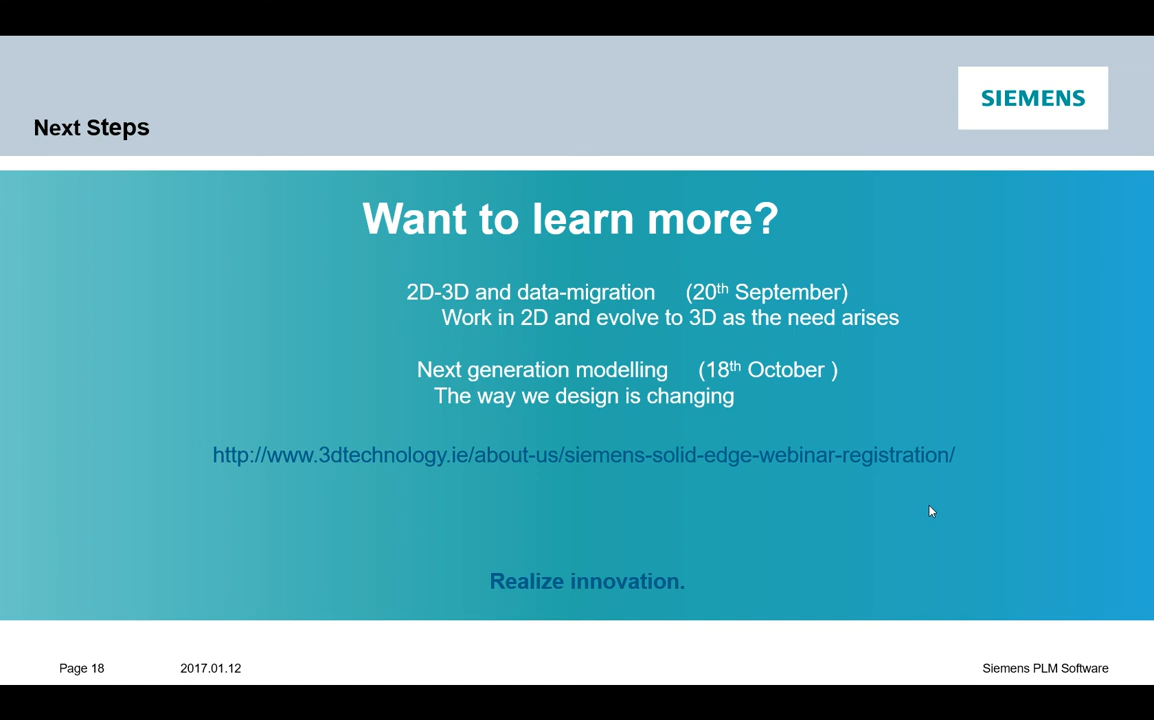 SIEMENS
Next Steps
Want to learn more?
2D-3D and data-migration (20th September)
Work in 2D and evolve to 3D as the need arises
Next generation modelling (18th October )
The way we design is changing
http://www.3dtechnology.ie/about-us/siemens-solid-edge-webinar-registration/
Realize innovation.
Page 18 2017.01.12 Siemens PLM Software